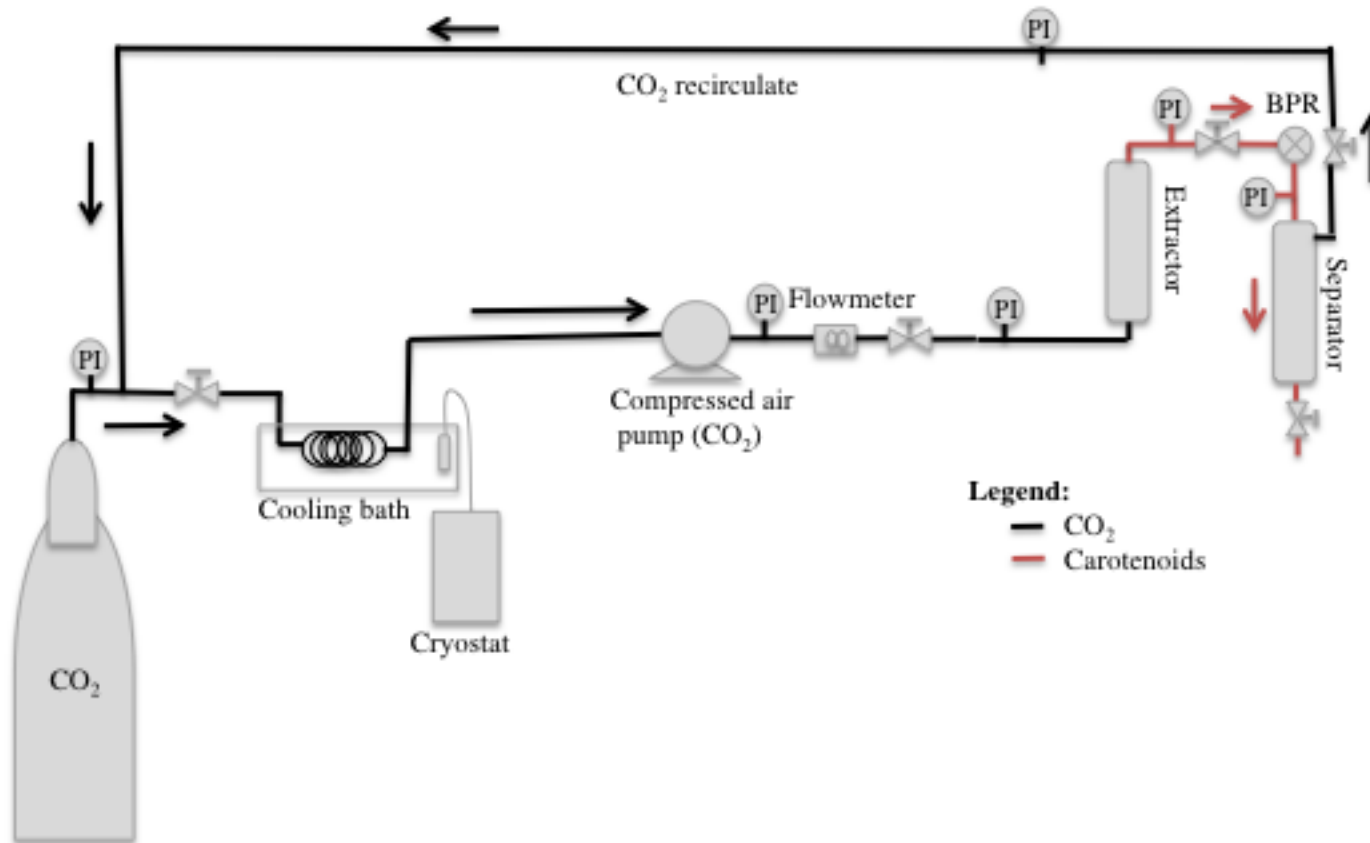 PI
CO₂ recirculate
PI
BPR
PI
Extractor
Separator
PI
Flowmeter
PI
PI
Compressed air
pump (CO₂)
Cooling bath
Legend:
CO₂
Carotenoids
Cryostat
CO₂